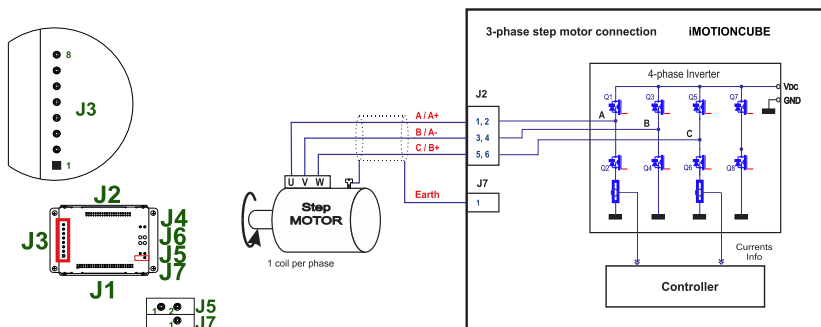 3-phase step motor connection iMOTIONCUBE
8
J3
1
J2
J3
J4
J6
J5
J7
J1
1 2 J5
1 J7
A / A+
B / A-
C / B+
Earth
U V W
Step
MOTOR
1 coil per phase
J2
1, 2
3, 4
5, 6
J7
1
4-phase Inverter
VDC
GND
Q1 Q3 Q5 Q7
A
B
C
Q2 Q4 Q6 Q8
Currents
Info
Controller